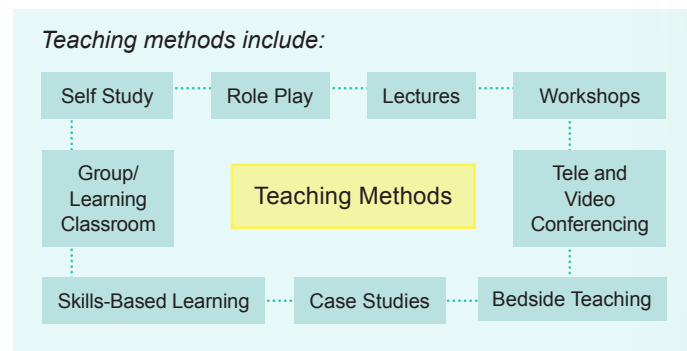 Teaching methods include:
Self Study
Role Play
Lectures
Workshops
Group/
Learning
Classroom
Teaching Methods
Tele and
Video
Conferencing
Skills-Based Learning
Case Studies
Bedside Teaching